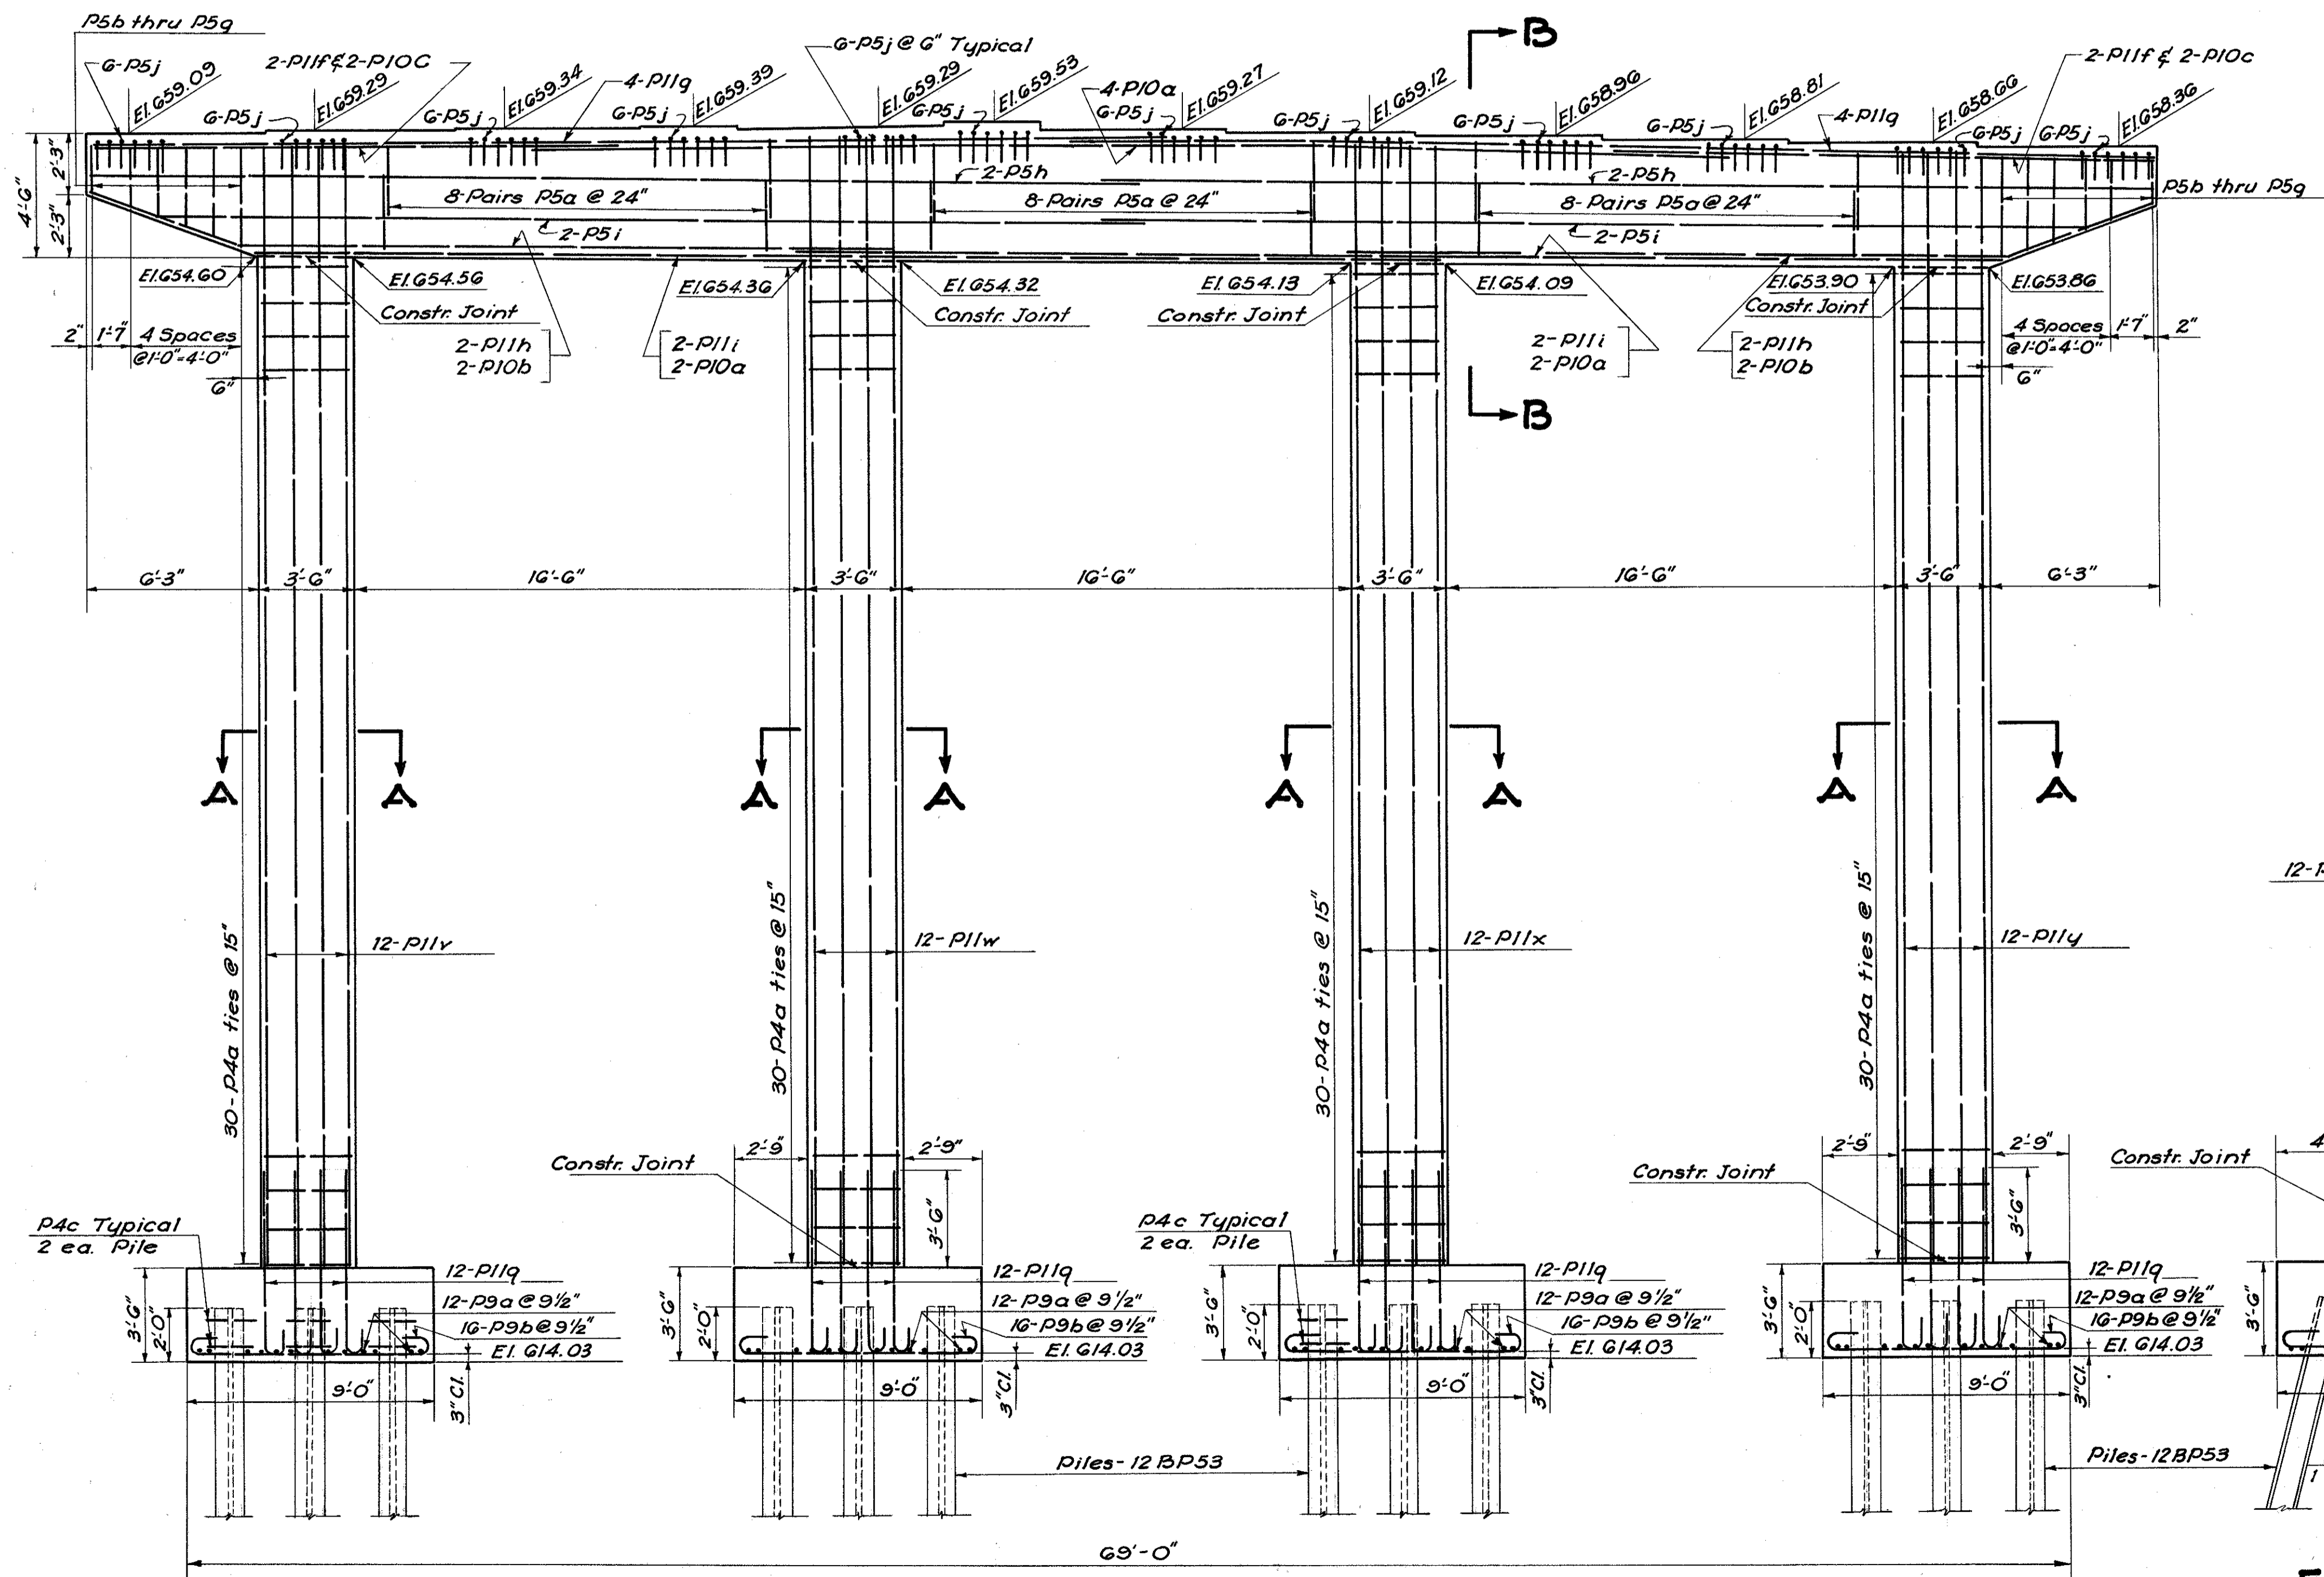 P5b thru P5g
6-P5j
El.659.09
2-P11f & 2-P10c
6-P5j
El.659.29
6-P5j
El.659.34
4-P11g
6-P5j
El.659.39
6-P5j @ 6" Typical
El.659.29
6-P5j
El.659.53
4-P10a
6-P5j
El.659.27
6-P5j
El.659.12
B
6-P5j
El.658.96
6-P5j
El.658.81
4-P11g
El.658.66
6-P5j
6-P5j
El.658.36
2-P11f & 2-P10c
4'-6"
2'-3"
2'-3"
8-Pairs P5a @ 24"
2-P5h
8-Pairs P5a @ 24"
2-P5h
8-Pairs P5a @ 24"
P5b thru P5g
2-P5i
2-P5i
El.654.60
El.654.56
El.654.36
El.654.32
El.654.13
El.654.09
El.653.90
El.653.86
Constr. Joint
Constr. Joint
Constr. Joint
Constr. Joint
2"
1'-7"
4 Spaces
@1'-0"=4'-0"
6"
2-P11h
2-P10b
2-P11i
2-P10a
2-P11i
2-P10a
2-P11h
2-P10b
4 Spaces
@1'-0"=4'-0"
1'-7"
2"
6"
B
6'-3"
3'-6"
16'-6"
3'-6"
16'-6"
3'-6"
16'-6"
3'-6"
6'-3"
A
A
A
A
A
A
A
A
30-P4a ties @ 15"
12-P11v
30-P4a ties @ 15"
12-P11w
30-P4a ties @ 15"
12-P11x
30-P4a ties @ 15"
12-P11y
Constr. Joint
2'-9"
2'-9"
3'-6"
Constr. Joint
2'-9"
2'-9"
3'-6"
Constr. Joint
P4c Typical
2 ea. Pile
P4c Typical
2 ea. Pile
3'-6"
2'-0"
12-P11q
12-P9a @ 9½"
16-P9b @ 9½"
El. 614.03
9'-0"
3"Cl.
3'-6"
2'-0"
12-P11q
12-P9a @ 9½"
16-P9b @ 9½"
El. 614.03
9'-0"
3"Cl.
3'-6"
2'-0"
12-P11q
12-P9a @ 9½"
16-P9b @ 9½"
El. 614.03
9'-0"
3"Cl.
3'-6"
2'-0"
12-P11q
12-P9a @ 9½"
16-P9b @ 9½"
El. 614.03
9'-0"
3"Cl.
3'-6"
Piles-12BP53
Piles-12BP53
1
69'-0"